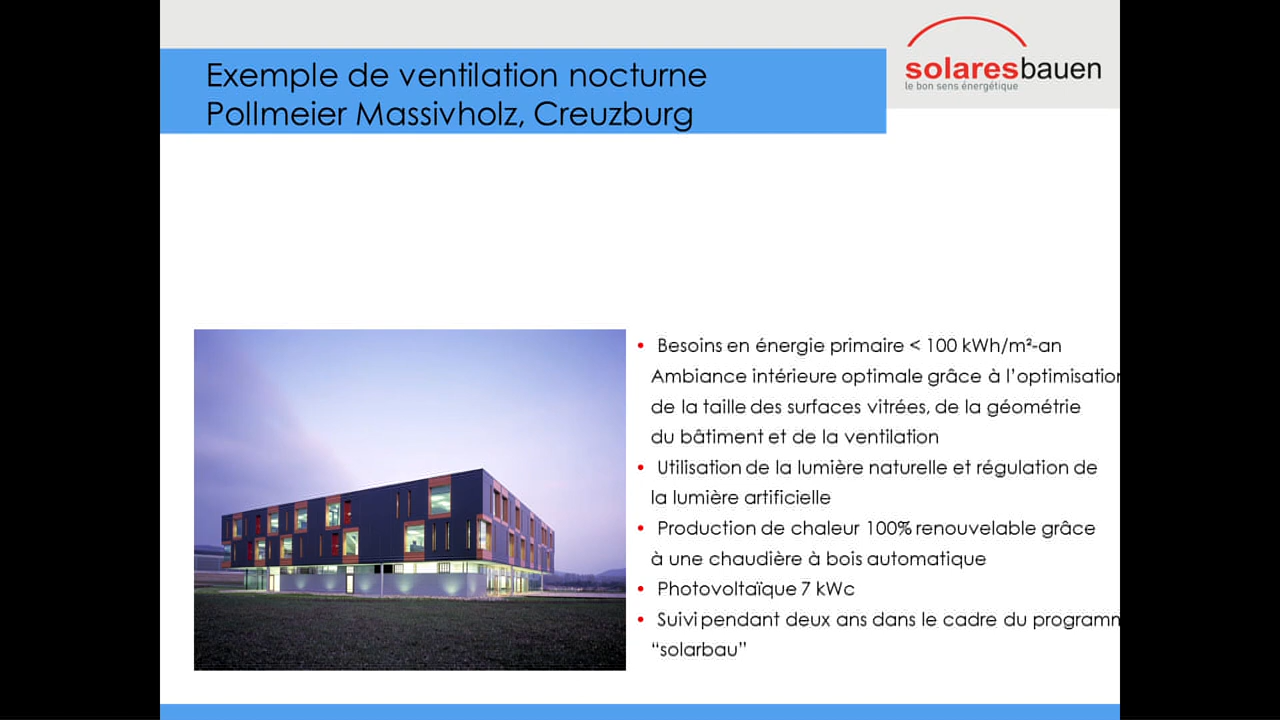 Exemple de ventilation nocturne
Pollmeier Massivholz, Creuzburg
solaresbauen
le bon sens énergétique
• Besoins en énergie primaire < 100 kWh/m²-an
Ambiance intérieure optimale grâce à l’optimisation
de la taille des surfaces vitrées, de la géométrie
du bâtiment et de la ventilation
• Utilisation de la lumière naturelle et régulation de
la lumière artificielle
• Production de chaleur 100% renouvelable grâce
à une chaudière à bois automatique
• Photovoltaïque 7 kWc
• Suivi pendant deux ans dans le cadre du programm
“solarbau”